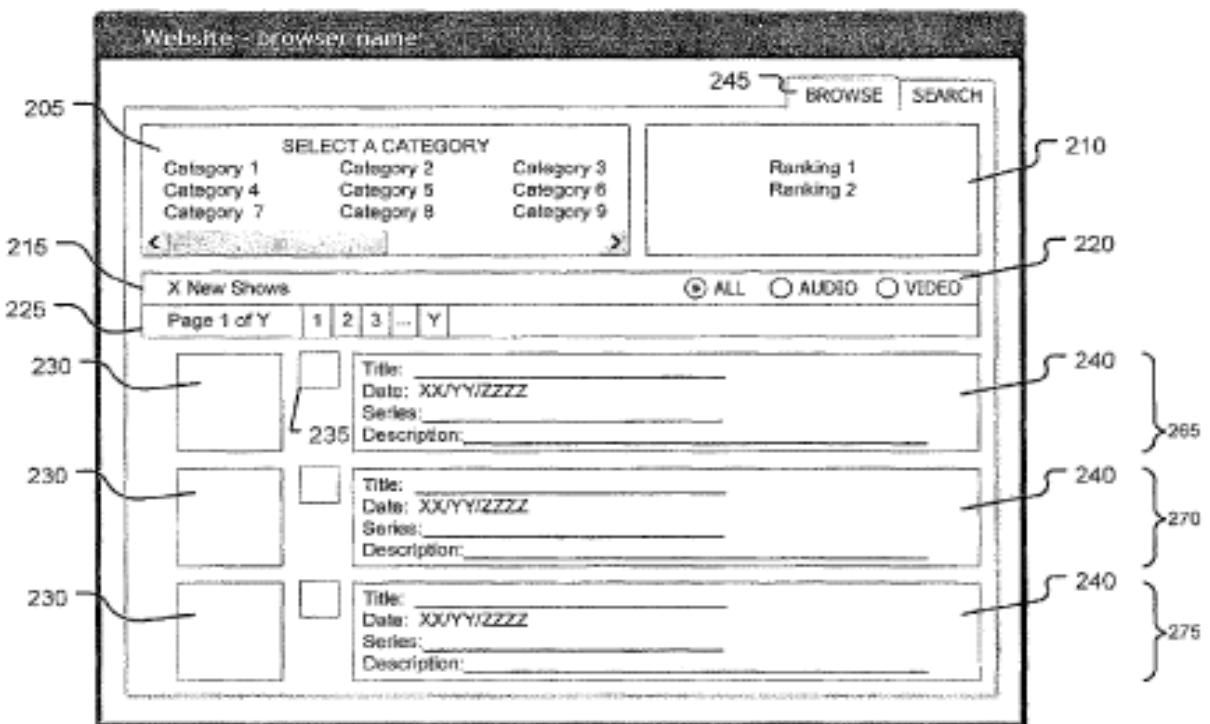 Website - browser name
245 BROWSE SEARCH
205
SELECT A CATEGORY
Category 1 Category 2 Category 3
Category 4 Category 5 Category 6
Category 7 Category 8 Category 9
< >
Ranking 1
Ranking 2
210
215
X New Shows ALL AUDIO VIDEO
220
225
Page 1 of Y 1 2 3 ... Y
230
235
Title:
Date: XX/YY/ZZZZ
Series:
Description:
240
265
230
Title:
Date: XX/YY/ZZZZ
Series:
Description:
240
270
230
Title:
Date: XX/YY/ZZZZ
Series:
Description:
240
275